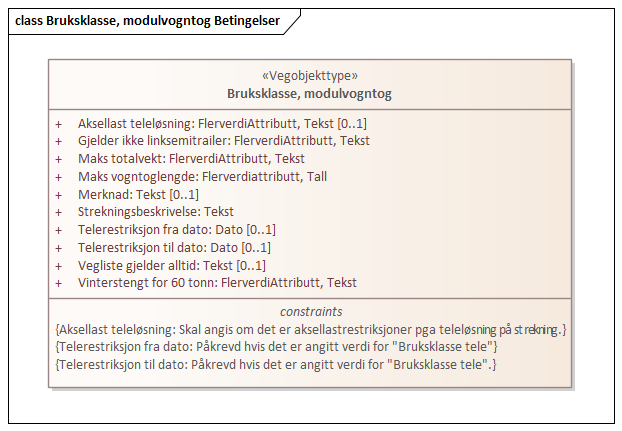 class Bruksklasse, modulvogntog Betingelser
«Vegobjekttype»
Bruksklasse, modulvogntog
+ Aksellast teleløsning: FlerverdiAttributt, Tekst [0..1]
+ Gjelder ikke linksemitrailer: FlerverdiAttributt, Tekst
+ Maks totalvekt: FlerverdiAttributt, Tekst
+ Maks vogntoglengde: Flerverdiattributt, Tall
+ Merknad: Tekst [0..1]
+ Strekningsbeskrivelse: Tekst
+ Telerestriksjon fra dato: Dato [0..1]
+ Telerestriksjon til dato: Dato [0..1]
+ Vegliste gjelder alltid: Tekst [0..1]
+ Vinterstengt for 60 tonn: FlerverdiAttributt, Tekst
constraints
{Aksellast teleløsning: Skal angis om det er aksellastrestriksjoner pga teleløsning på strekning.}
{Telerestriksjon fra dato: Påkrevd hvis det er angitt verdi for "Bruksklasse tele"}
{Telerestriksjon til dato: Påkrevd hvis det er angitt verdi for "Bruksklasse tele".}